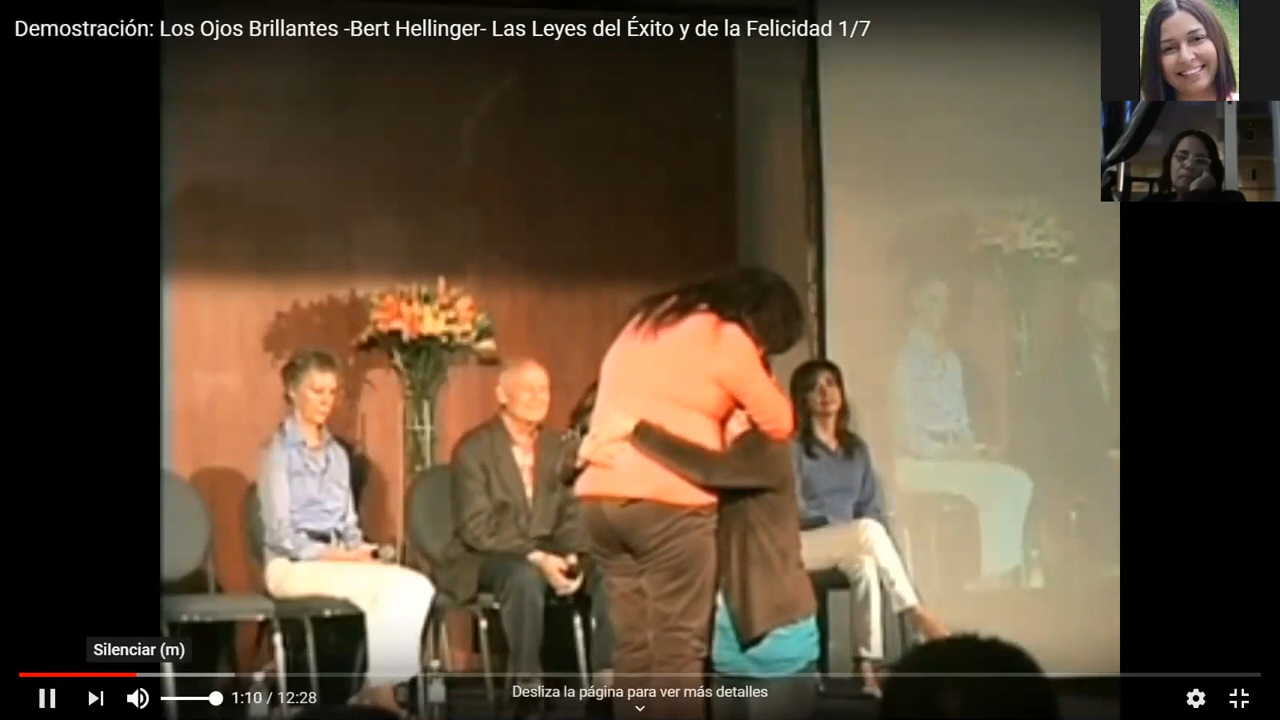 Demostración: Los Ojos Brillantes -Bert Hellinger- Las Leyes del Éxito y de la Felicidad 1/7
Silenciar (m)
1:10 / 12:28
Desliza la página para ver más detalles